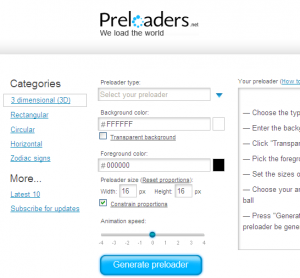 Preloaders.net
We load the world
Categories
3 dimensional (3D)
Rectangular
Circular
Horizontal
Zodiac signs
More...
Latest 10
Subscribe for updates
Preloader type:
Select your preloader
Background color:
#FFFFFF
Transparent background
Foreground color:
#000000
Preloader size (Reset proportions):
Width: 16 px Height: 16 px
Constrain proportions
Animation speed:
-4 -3 -2 -1 0 1 2 3 4
Generate preloader
Your preloader (How to
— Choose the typ
— Enter the backg
— Click "Transpar
— Pick the foregr
— Set the sizes o
— Choose your a
ball
— Press "Genera
preloader be gene